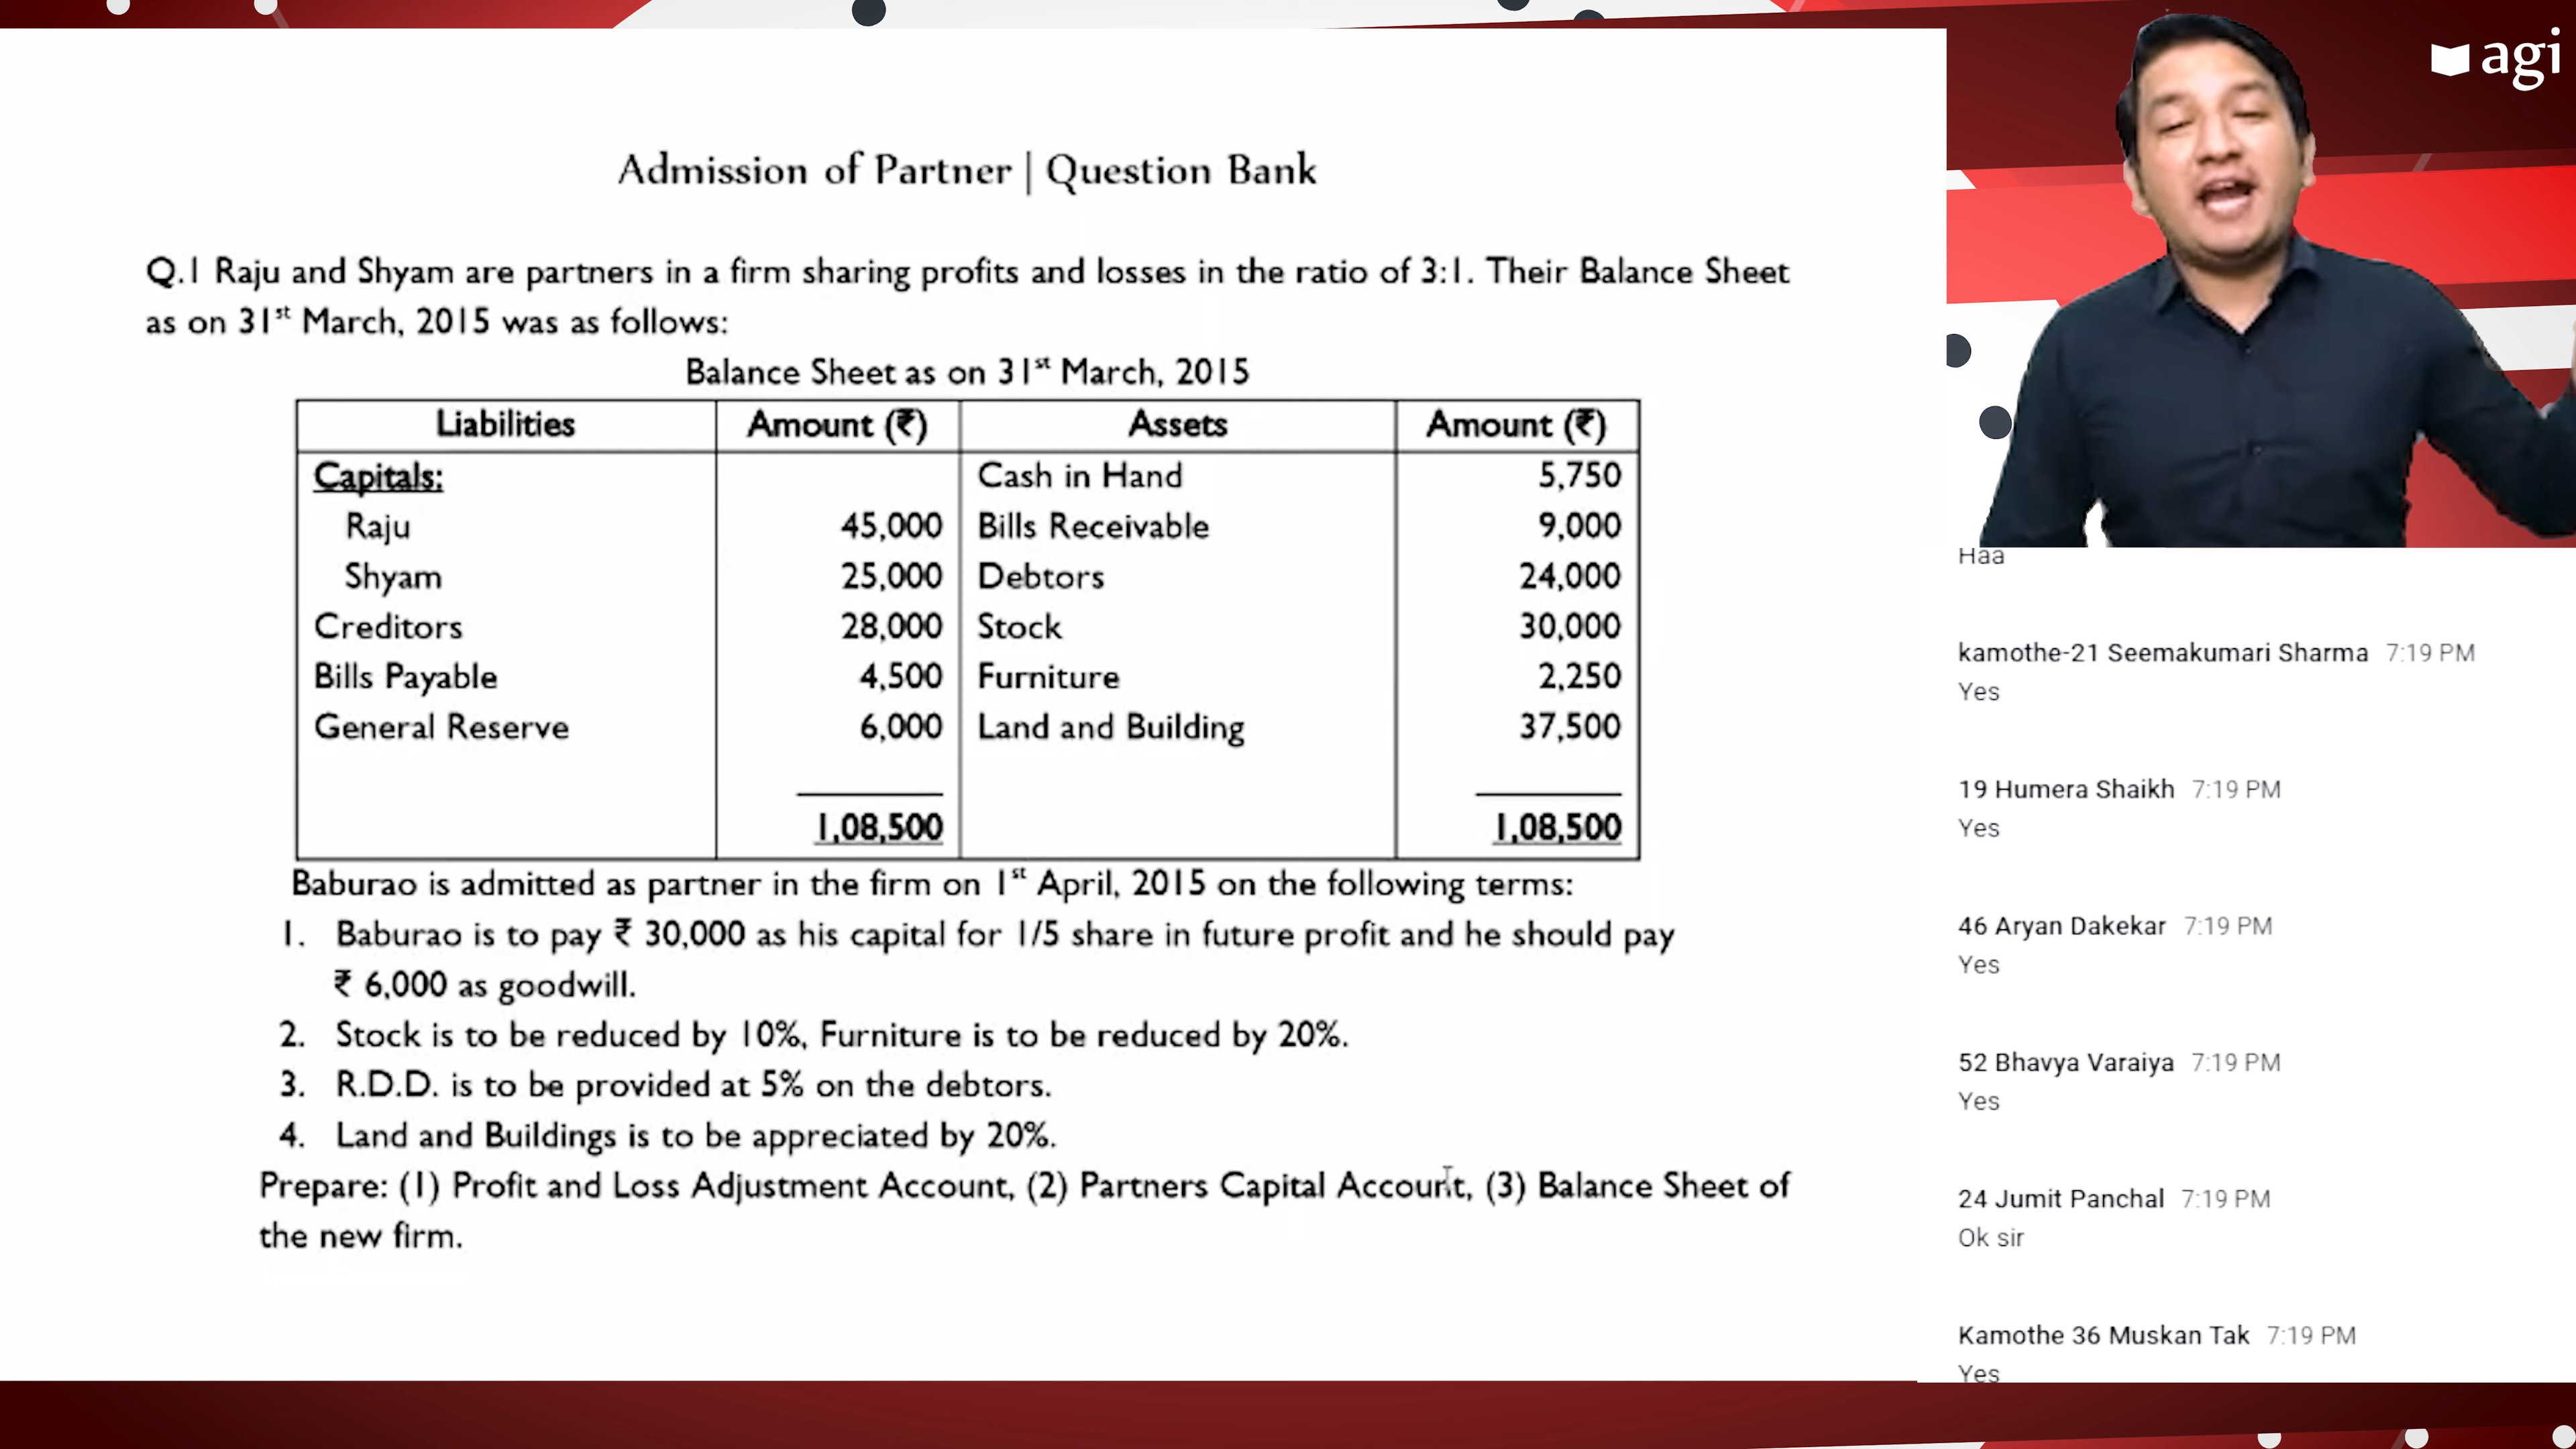 agi
Admission of Partner | Question Bank
Q.1 Raju and Shyam are partners in a firm sharing profits and losses in the ratio of 3:1. Their Balance Sheet
as on 31st March, 2015 was as follows:
Balance Sheet as on 31st March, 2015
Liabilities Amount (₹) Assets Amount (₹)
Capitals: Cash in Hand 5,750
Raju 45,000 Bills Receivable 9,000
Shyam 25,000 Debtors 24,000
Creditors 28,000 Stock 30,000
Bills Payable 4,500 Furniture 2,250
General Reserve 6,000 Land and Building 37,500
1,08,500 1,08,500
Baburao is admitted as partner in the firm on 1st April, 2015 on the following terms:
1. Baburao is to pay ₹ 30,000 as his capital for 1/5 share in future profit and he should pay
₹ 6,000 as goodwill.
2. Stock is to be reduced by 10%, Furniture is to be reduced by 20%.
3. R.D.D. is to be provided at 5% on the debtors.
4. Land and Buildings is to be appreciated by 20%.
Prepare: (1) Profit and Loss Adjustment Account, (2) Partners Capital Account, (3) Balance Sheet of
the new firm.
Haa
kamothe-21 Seemakumari Sharma 7:19 PM
Yes
19 Humera Shaikh 7:19 PM
Yes
46 Aryan Dakekar 7:19 PM
Yes
52 Bhavya Varaiya 7:19 PM
Yes
24 Jumit Panchal 7:19 PM
Ok sir
Kamothe 36 Muskan Tak 7:19 PM
Yes